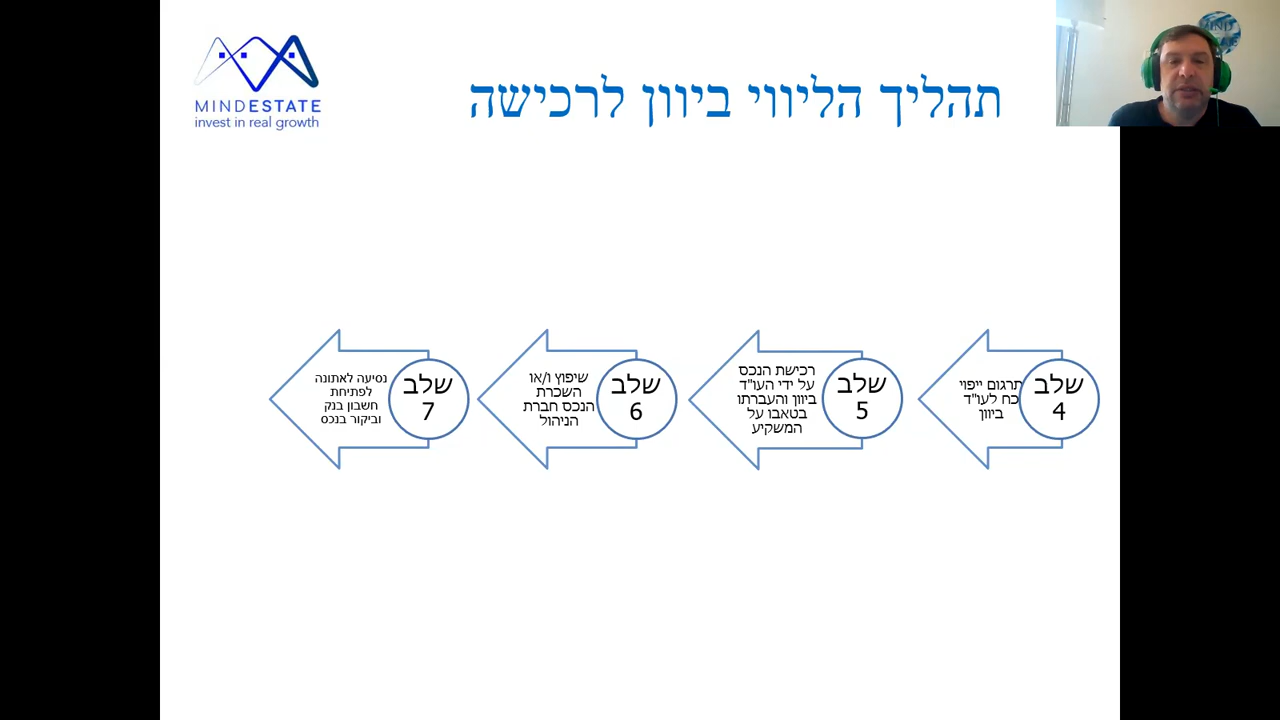 MINDESTATE
invest in real growth
תהליך הליווי ביוון לרכישה
שלב
4
תרגום ייפוי
כח לעו"ד
ביוון
שלב
5
רכישת הנכס
על ידי העו"ד
ביוון והעברתו
בטאבו על
המשקיע
שלב
6
שיפוץ ו/או
השכרת
הנכס חברת
הניהול
שלב
7
נסיעה לאתונה
לפתיחת
חשבון בנק
וביקור בנכס
MIND